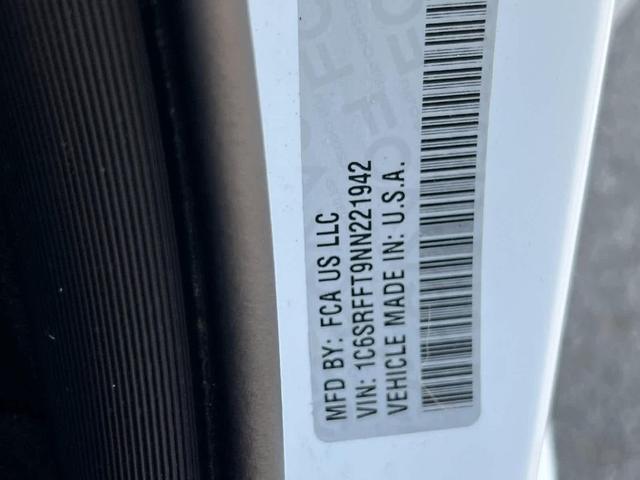 MFD BY: FCA US LLC
VIN: 1C6SRFFT9NN221942
VEHICLE MADE IN: U.S.A.